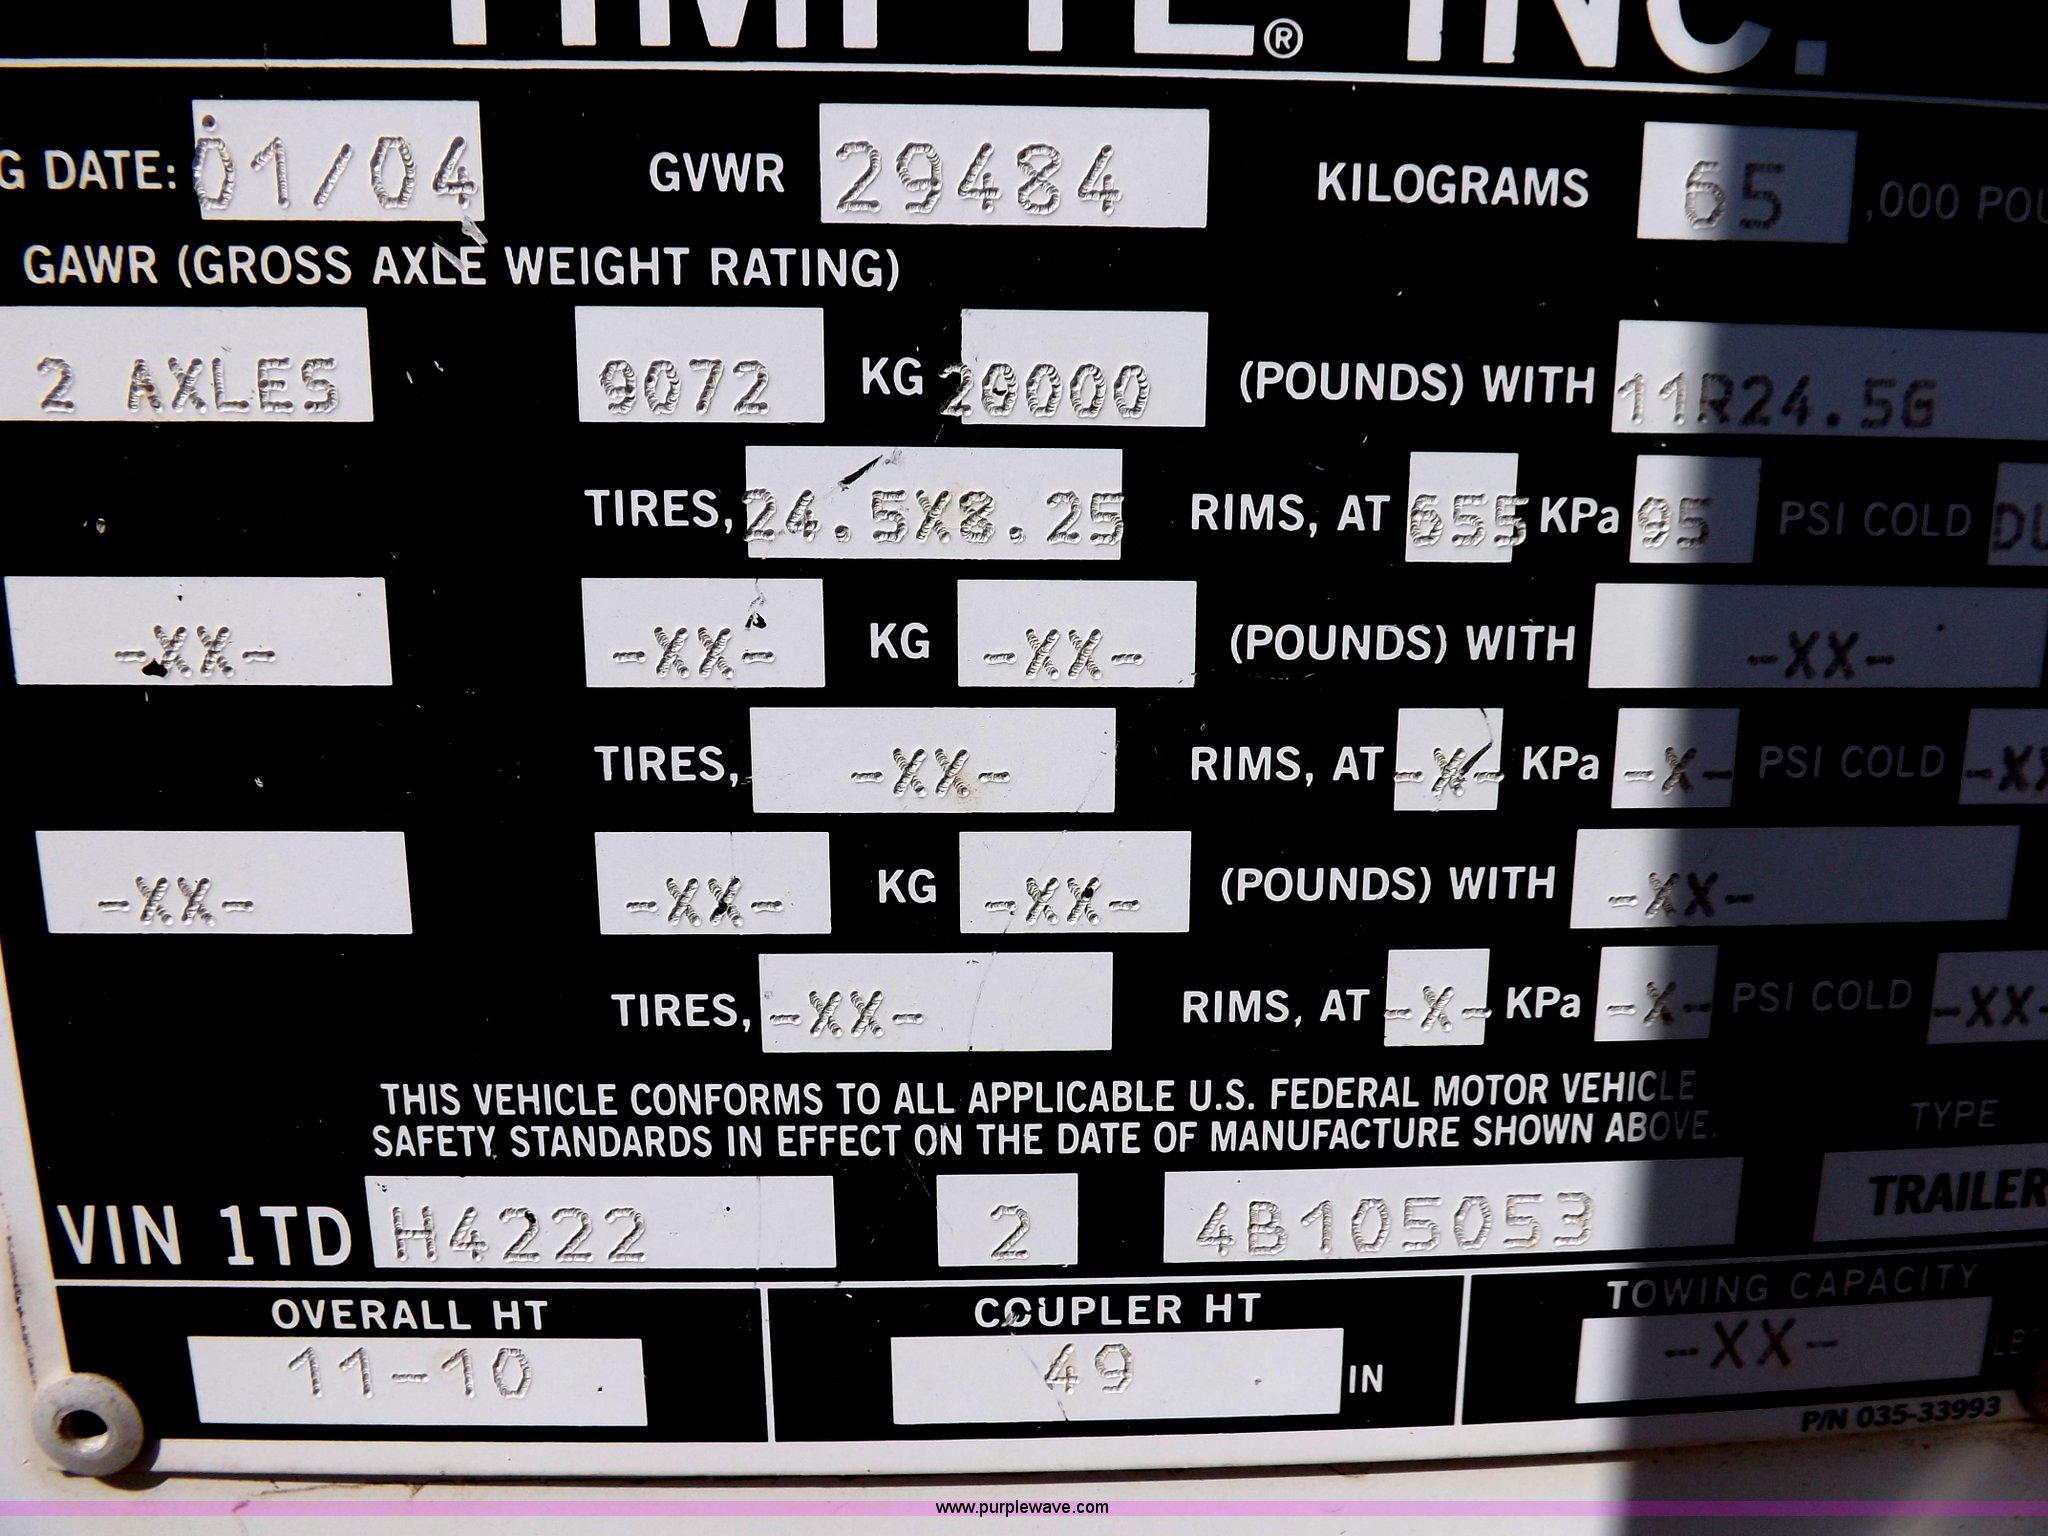 TIMPTE® INC.
G DATE: 01/04 GVWR 29484 KILOGRAMS 65 ,000 POU
GAWR (GROSS AXLE WEIGHT RATING)
2 AXLES 9072 KG 20000 (POUNDS) WITH 11R24.5G
TIRES, 24.5X8.25 RIMS, AT 655 KPa 95 PSI COLD DU
-XX- -XX- KG -XX- (POUNDS) WITH -XX-
TIRES, -XX- RIMS, AT -X- KPa -X- PSI COLD -XX
-XX- -XX- KG -XX- (POUNDS) WITH -XX-
TIRES, -XX- RIMS, AT -X- KPa -X- PSI COLD -XX-
THIS VEHICLE CONFORMS TO ALL APPLICABLE U.S. FEDERAL MOTOR VEHICLE
SAFETY STANDARDS IN EFFECT ON THE DATE OF MANUFACTURE SHOWN ABOVE.
TYPE
VIN 1TD H4222 2 4B105053 TRAILER
OVERALL HT COUPLER HT TOWING CAPACITY
11-10 49 IN -XX- LB
P/N 035-33993
www.purplewave.com